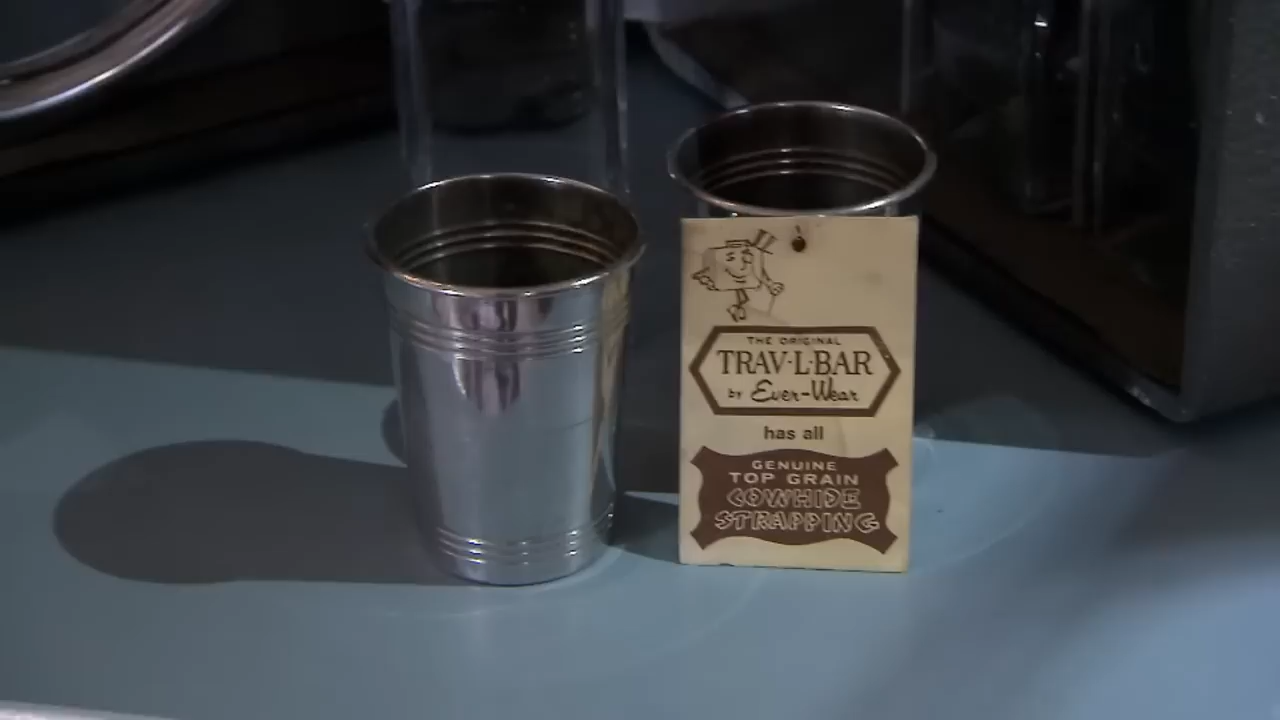 THE ORIGINAL
TRAV·L·BAR
by Ever-Wear
has all
GENUINE
TOP GRAIN
COWHIDE
STRAPPING